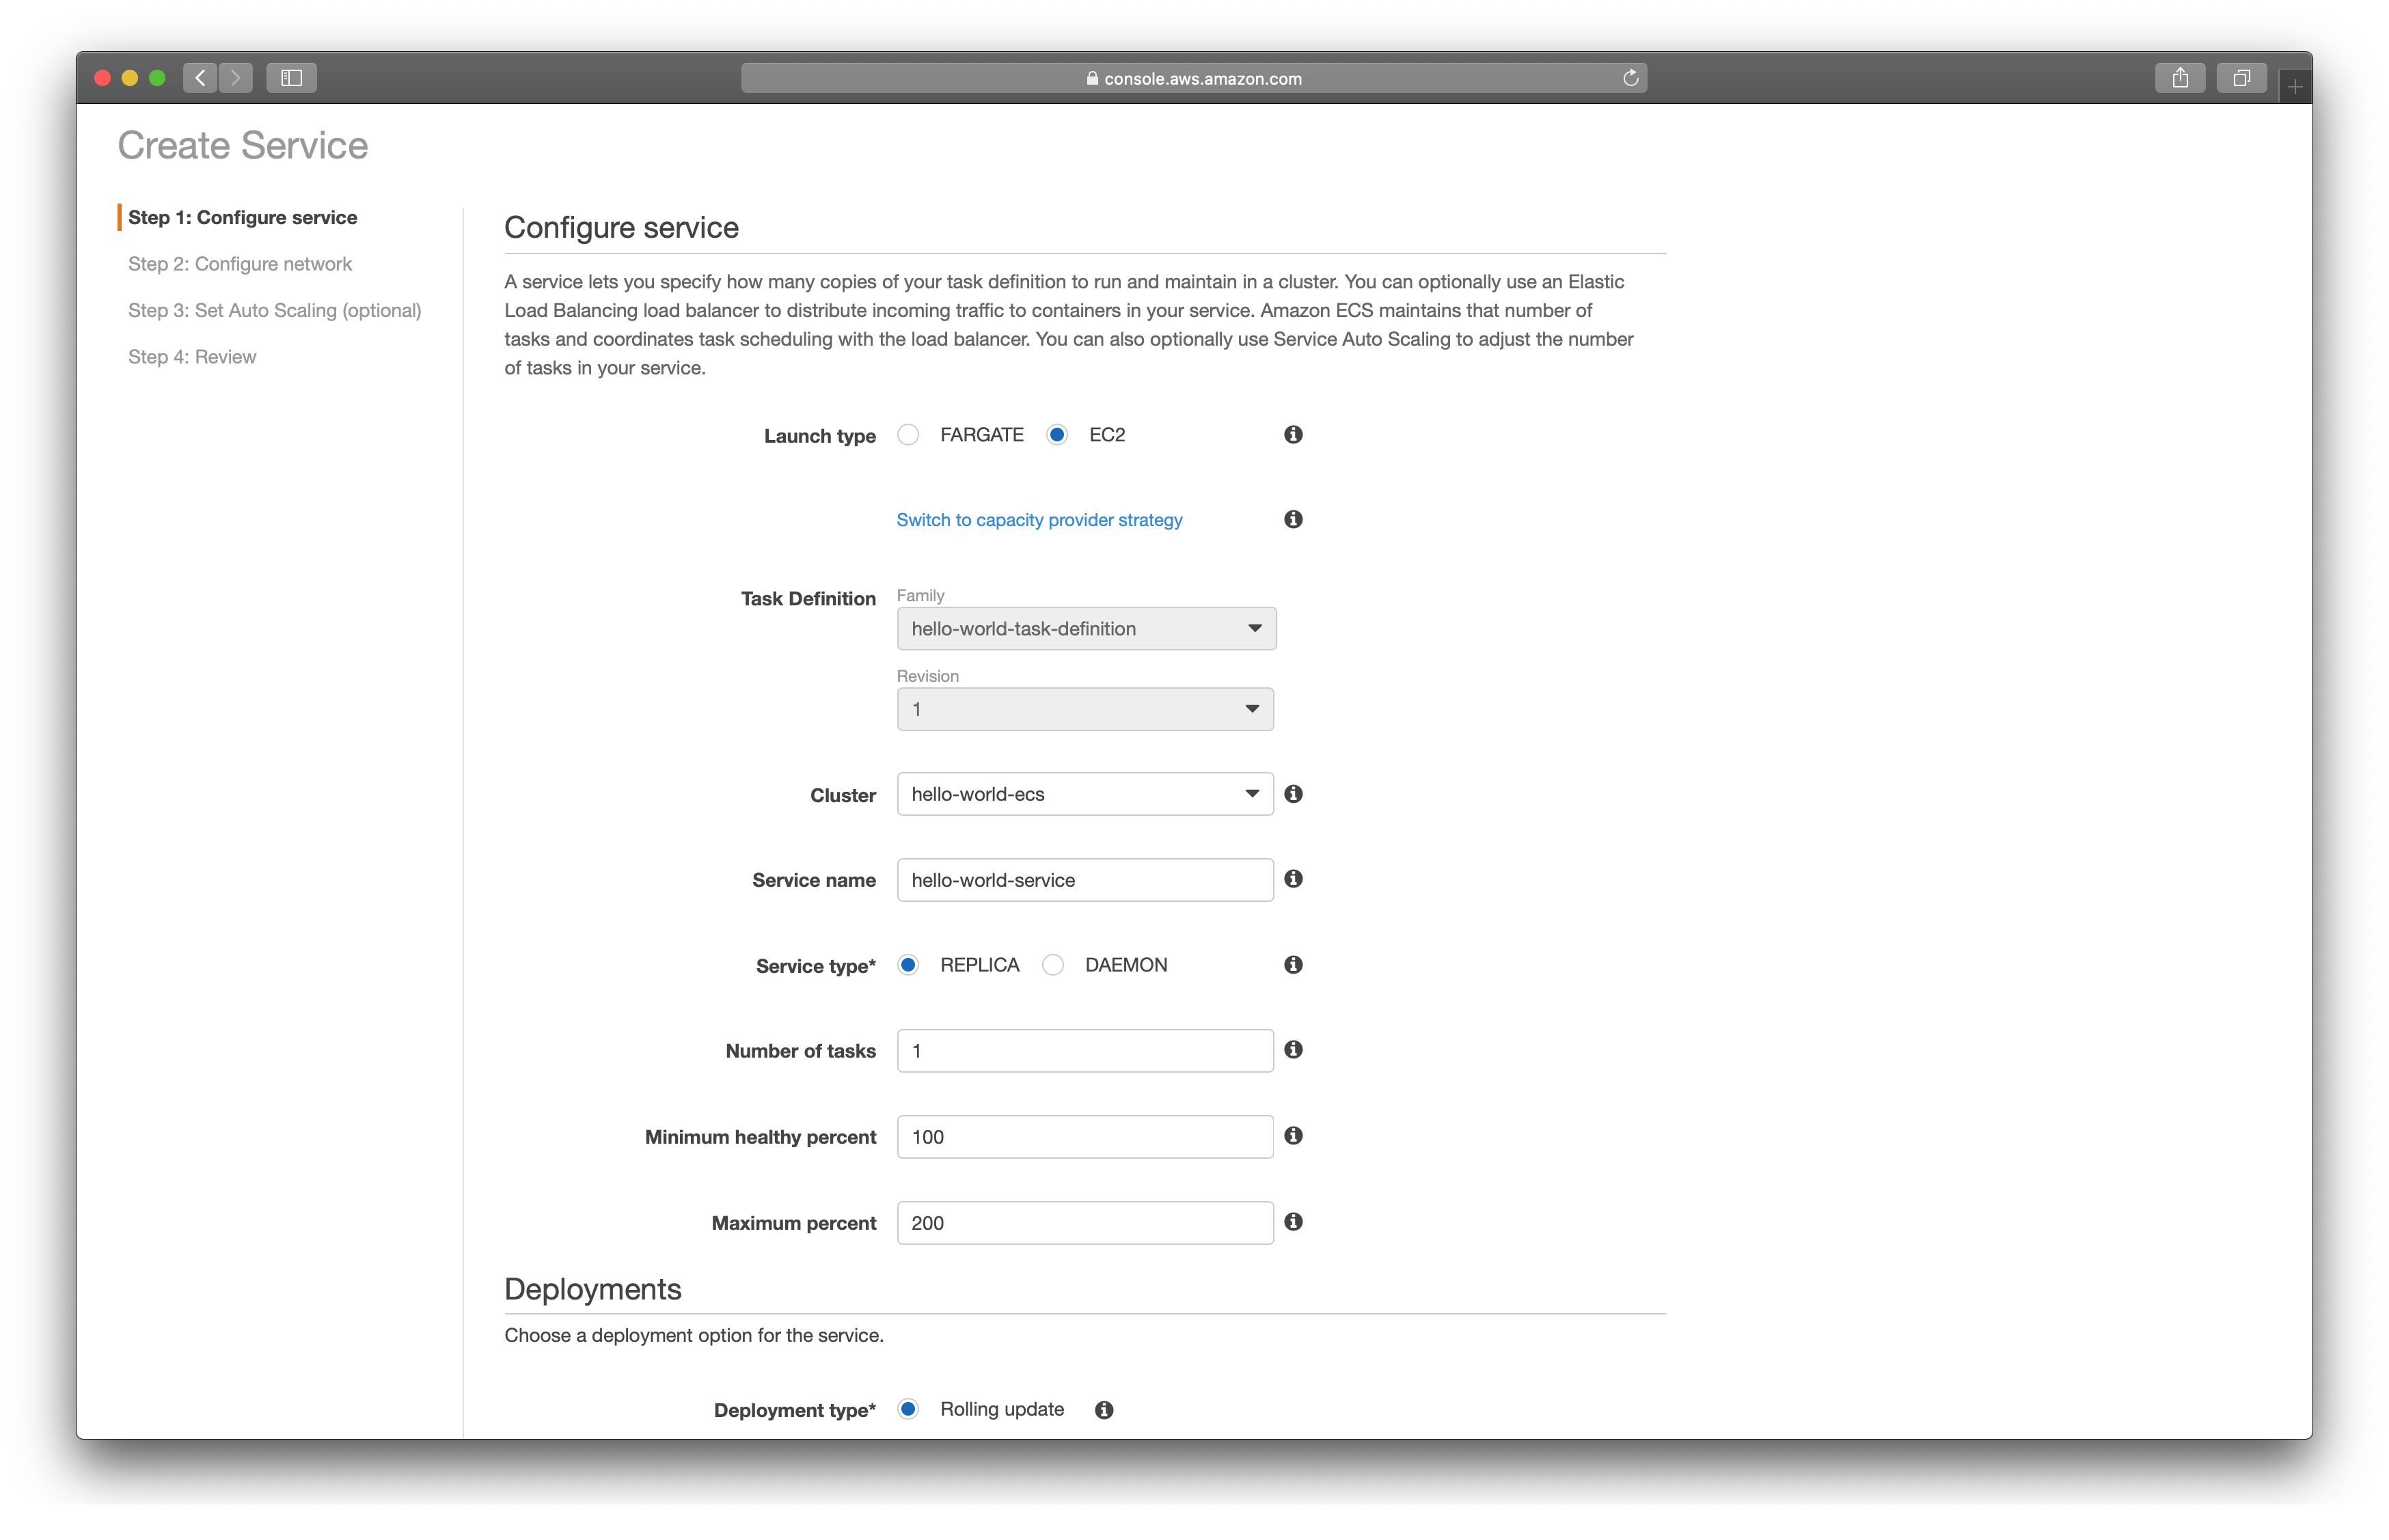 console.aws.amazon.com
Create Service
Step 1: Configure service
Step 2: Configure network
Step 3: Set Auto Scaling (optional)
Step 4: Review
Configure service
A service lets you specify how many copies of your task definition to run and maintain in a cluster. You can optionally use an Elastic
Load Balancing load balancer to distribute incoming traffic to containers in your service. Amazon ECS maintains that number of
tasks and coordinates task scheduling with the load balancer. You can also optionally use Service Auto Scaling to adjust the number
of tasks in your service.
Launch type FARGATE EC2
Switch to capacity provider strategy
Task Definition Family
hello-world-task-definition
Revision
1
Cluster hello-world-ecs
Service name hello-world-service
Service type* REPLICA DAEMON
Number of tasks 1
Minimum healthy percent 100
Maximum percent 200
Deployments
Choose a deployment option for the service.
Deployment type* Rolling update